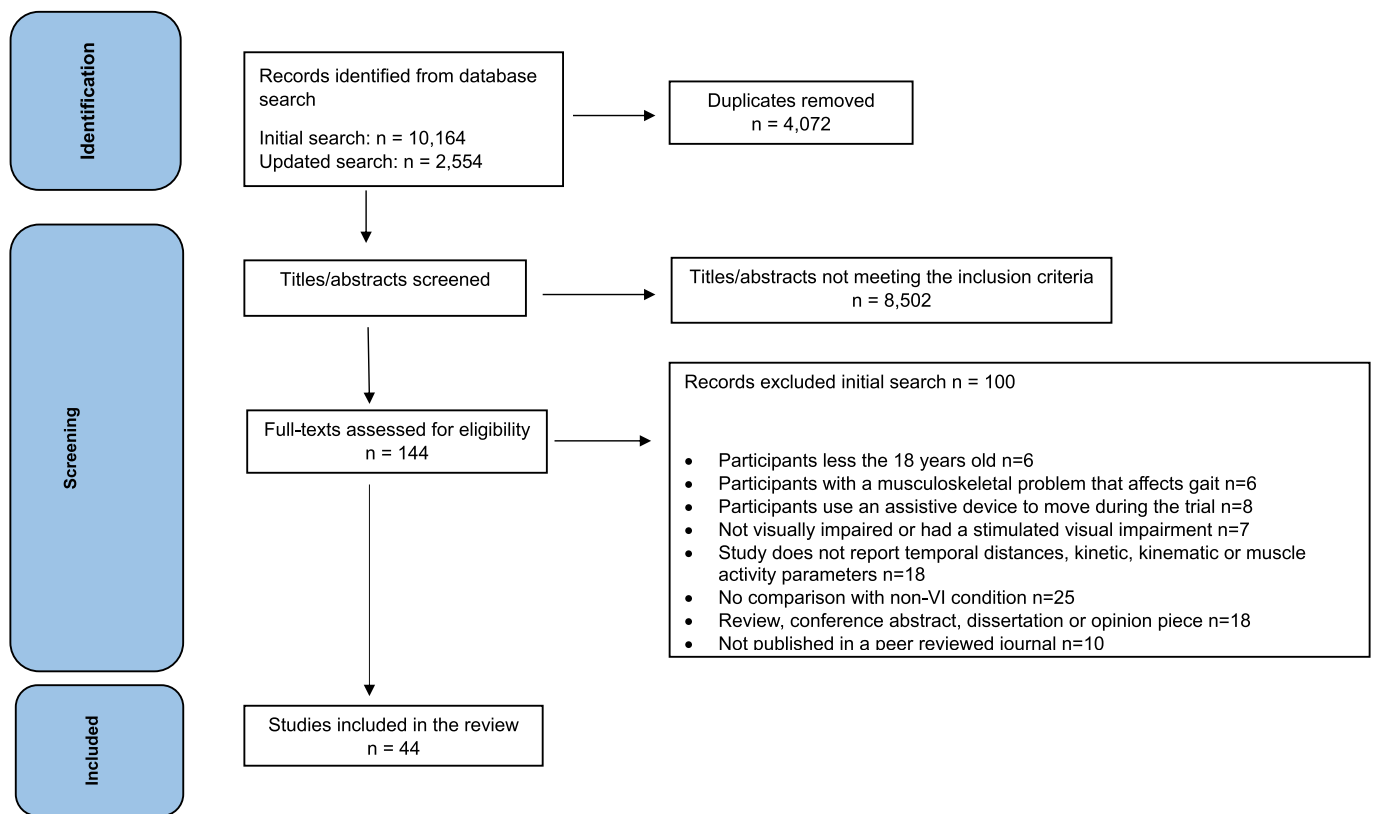 Identification
Records identified from database
search
Initial search: n = 10,164
Updated search: n = 2,554
Duplicates removed
n = 4,072
Screening
Titles/abstracts screened
Titles/abstracts not meeting the inclusion criteria
n = 8,502
Full-texts assessed for eligibility
n = 144
Records excluded initial search n = 100
• Participants less the 18 years old n=6
• Participants with a musculoskeletal problem that affects gait n=6
• Participants use an assistive device to move during the trial n=8
• Not visually impaired or had a stimulated visual impairment n=7
• Study does not report temporal distances, kinetic, kinematic or muscle
activity parameters n=18
• No comparison with non-VI condition n=25
• Review, conference abstract, dissertation or opinion piece n=18
• Not published in a peer reviewed journal n=10
Included
Studies included in the review
n = 44